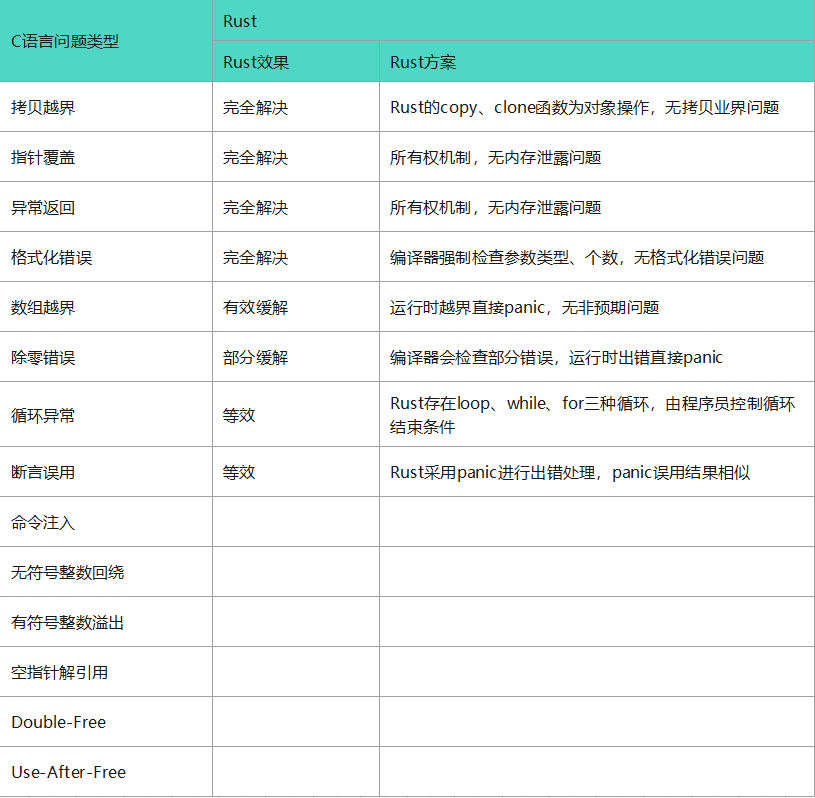 C语言问题类型
Rust
Rust效果
Rust方案
拷贝越界
完全解决
Rust的copy、clone函数为对象操作，无拷贝业界问题
指针覆盖
完全解决
所有权机制，无内存泄露问题
异常返回
完全解决
所有权机制，无内存泄露问题
格式化错误
完全解决
编译器强制检查参数类型、个数，无格式化错误问题
数组越界
有效缓解
运行时越界直接panic，无非预期问题
除零错误
部分缓解
编译器会检查部分错误，运行时出错直接panic
循环异常
等效
Rust存在loop、while、for三种循环，由程序员控制循环
结束条件
断言误用
等效
Rust采用panic进行出错处理，panic误用结果相似
命令注入
无符号整数回绕
有符号整数溢出
空指针解引用
Double-Free
Use-After-Free